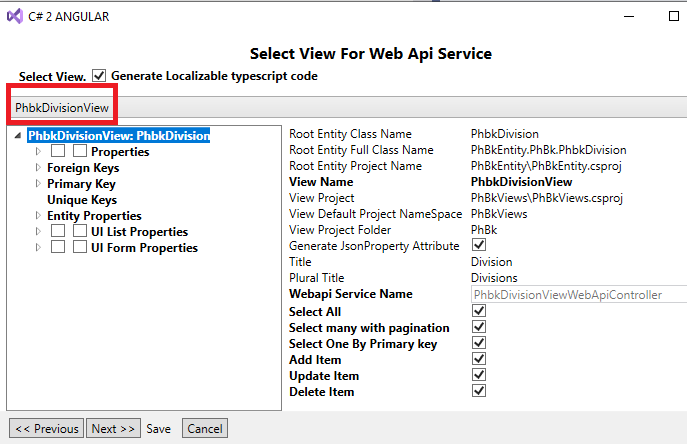 C# 2 ANGULAR
Select View For Web Api Service
Select View. Generate Localizable typescript code
PhbkDivisionView
PhbkDivisionView: PhbkDivision
Properties
Foreign Keys
Primary Key
Unique Keys
Entity Properties
UI List Properties
UI Form Properties
Root Entity Class Name PhbkDivision
Root Entity Full Class Name PhBkEntity.PhBk.PhbkDivision
Root Entity Project Name PhBkEntity\PhBkEntity.csproj
View Name PhbkDivisionView
View Project PhBkViews\PhBkViews.csproj
View Default Project NameSpace PhBkViews
View Project Folder PhBk
Generate JsonProperty Attribute
Title Division
Plural Title Divisions
Webapi Service Name PhbkDivisionViewWebApiController
Select All
Select many with pagination
Select One By Primary key
Add Item
Update Item
Delete Item
<< Previous Next >> Save Cancel